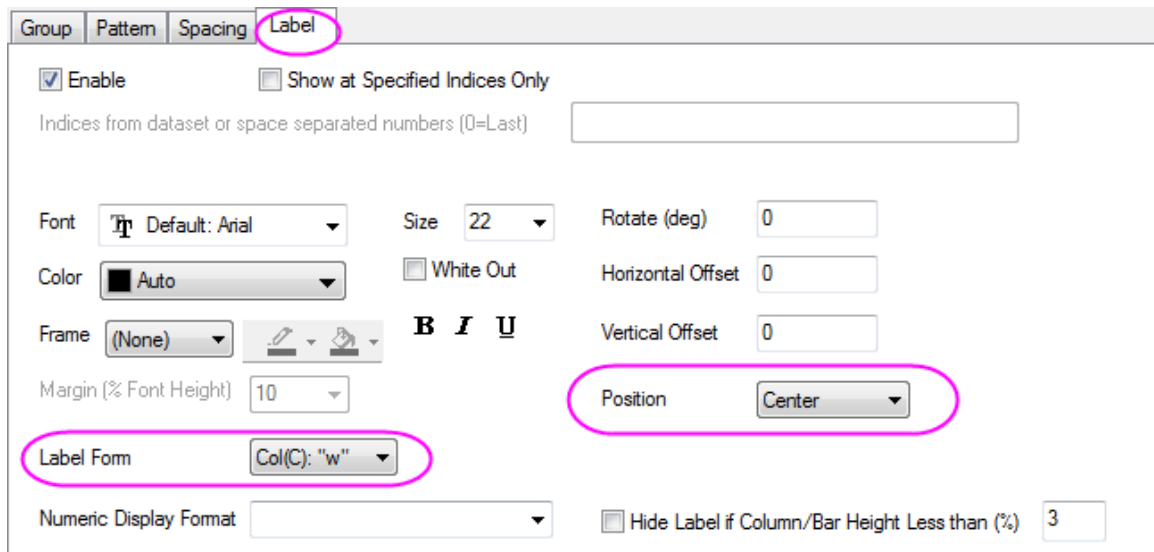 Group Pattern Spacing Label
Enable Show at Specified Indices Only
Indices from dataset or space separated numbers (0=Last)
Font Default: Arial Size 22 Rotate (deg) 0
Color Auto White Out Horizontal Offset 0
Frame (None) B I U Vertical Offset 0
Margin (% Font Height) 10 Position Center
Label Form Col(C): "w"
Numeric Display Format Hide Label if Column/Bar Height Less than (%) 3